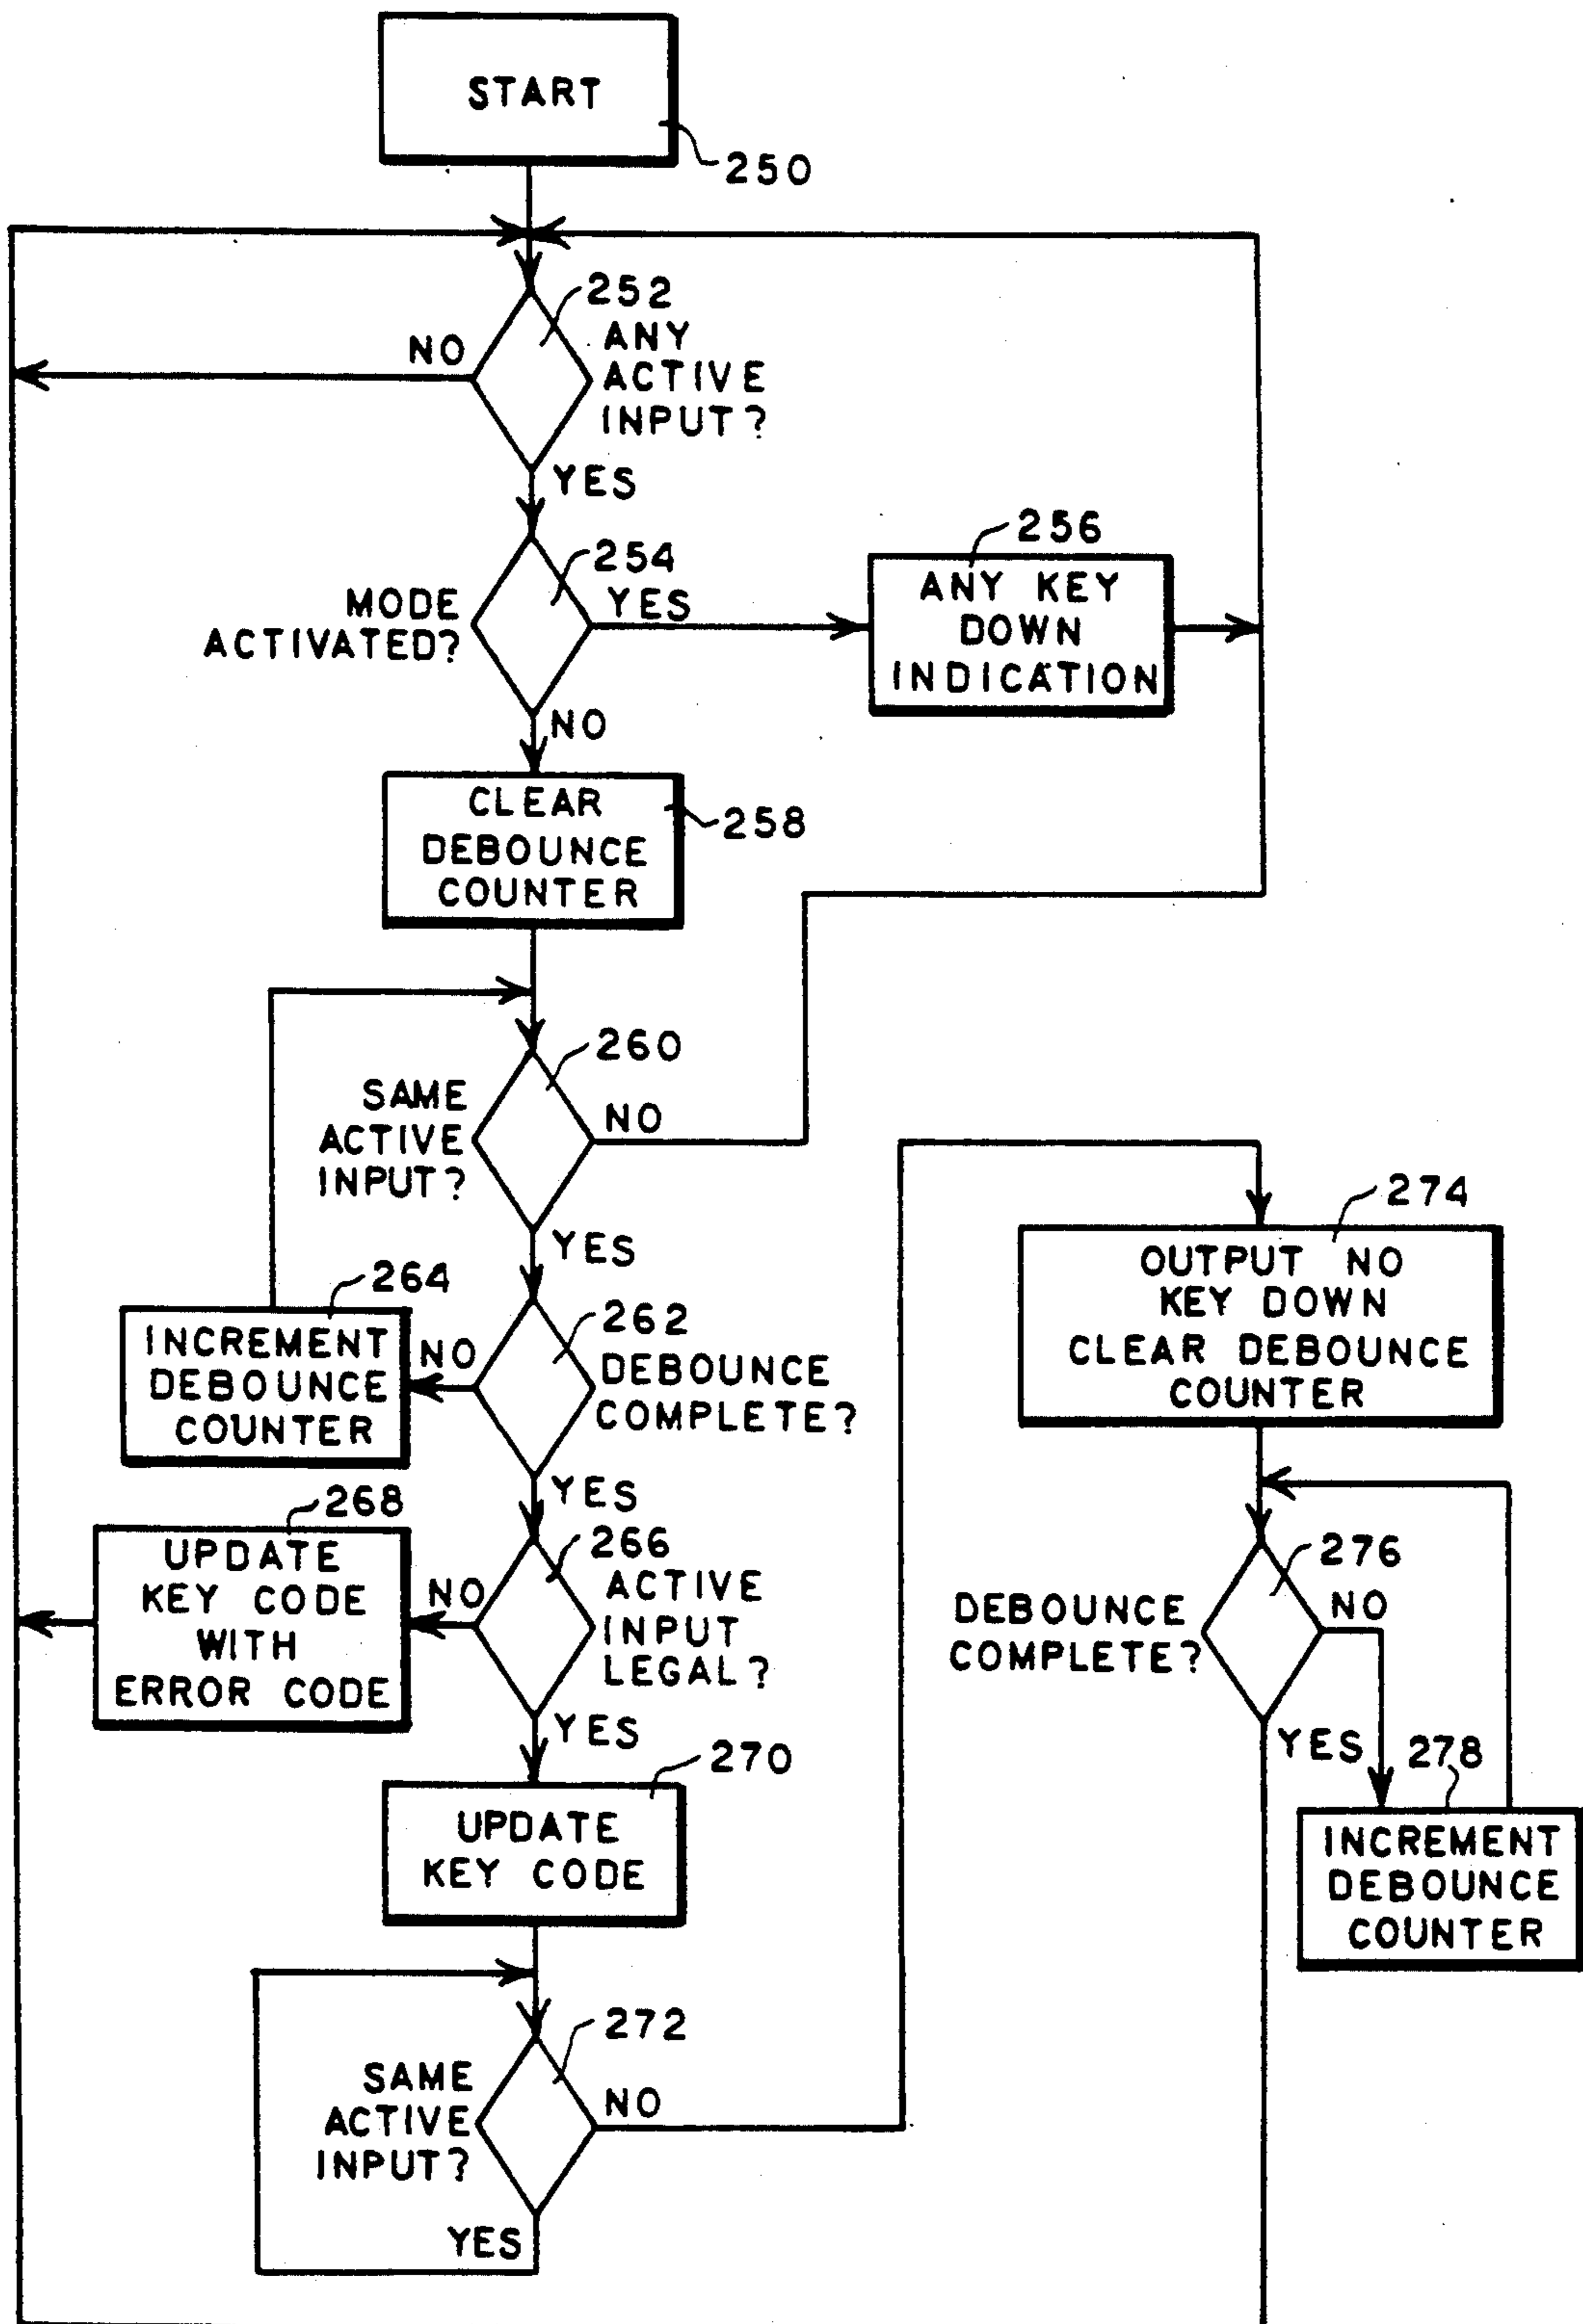 START
250
252
ANY
ACTIVE
INPUT?
NO
YES
254
MODE
ACTIVATED?
YES
256
ANY KEY
DOWN
INDICATION
NO
CLEAR
DEBOUNCE
COUNTER
258
260
SAME
ACTIVE
INPUT?
NO
YES
264
INCREMENT
DEBOUNCE
COUNTER
NO
262
DEBOUNCE
COMPLETE?
YES
268
UPDATE
KEY CODE
WITH
ERROR CODE
NO
266
ACTIVE
INPUT
LEGAL?
YES
270
UPDATE
KEY CODE
272
SAME
ACTIVE
INPUT?
NO
YES
274
OUTPUT NO
KEY DOWN
CLEAR DEBOUNCE
COUNTER
276
DEBOUNCE
COMPLETE?
NO
YES
278
INCREMENT
DEBOUNCE
COUNTER